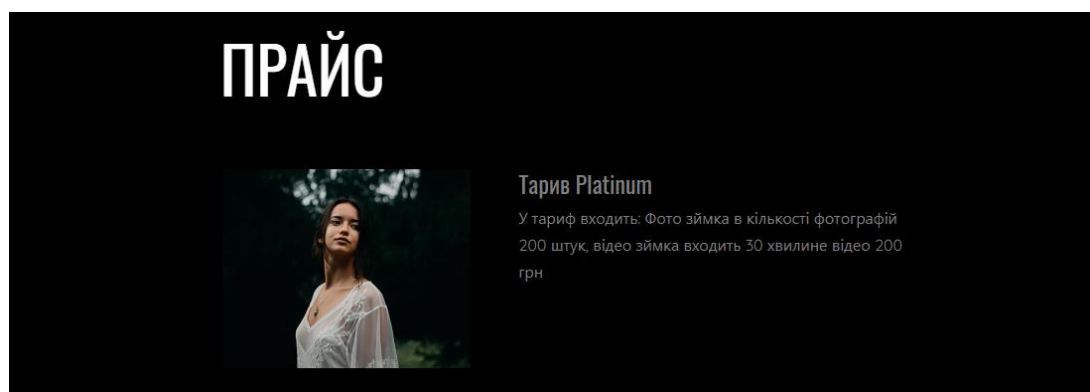 ПРАЙС
Тарив Platinum
У тариф входить: Фото зймка в кількості фотографій
200 штук, відео зймка входить 30 хвилине відео 200
грн